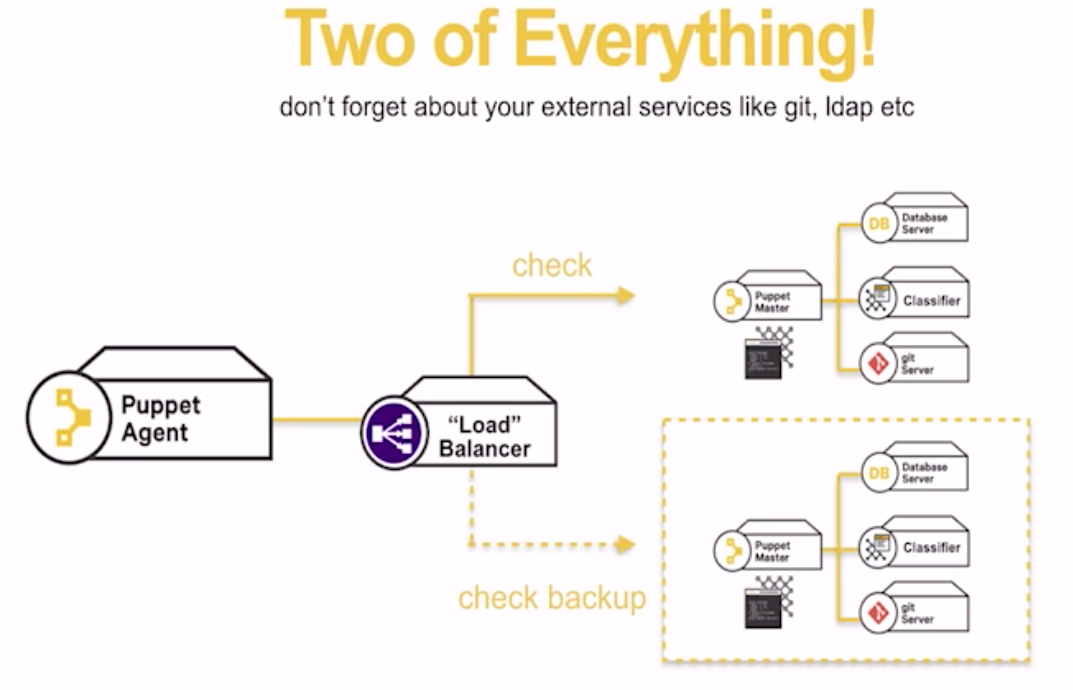 Two of Everything!
don't forget about your external services like git, ldap etc
check
DB
Database
Server
Puppet
Master
Classifier
git
Server
Puppet
Agent
"Load"
Balancer
check backup
DB
Database
Server
Puppet
Master
Classifier
git
Server